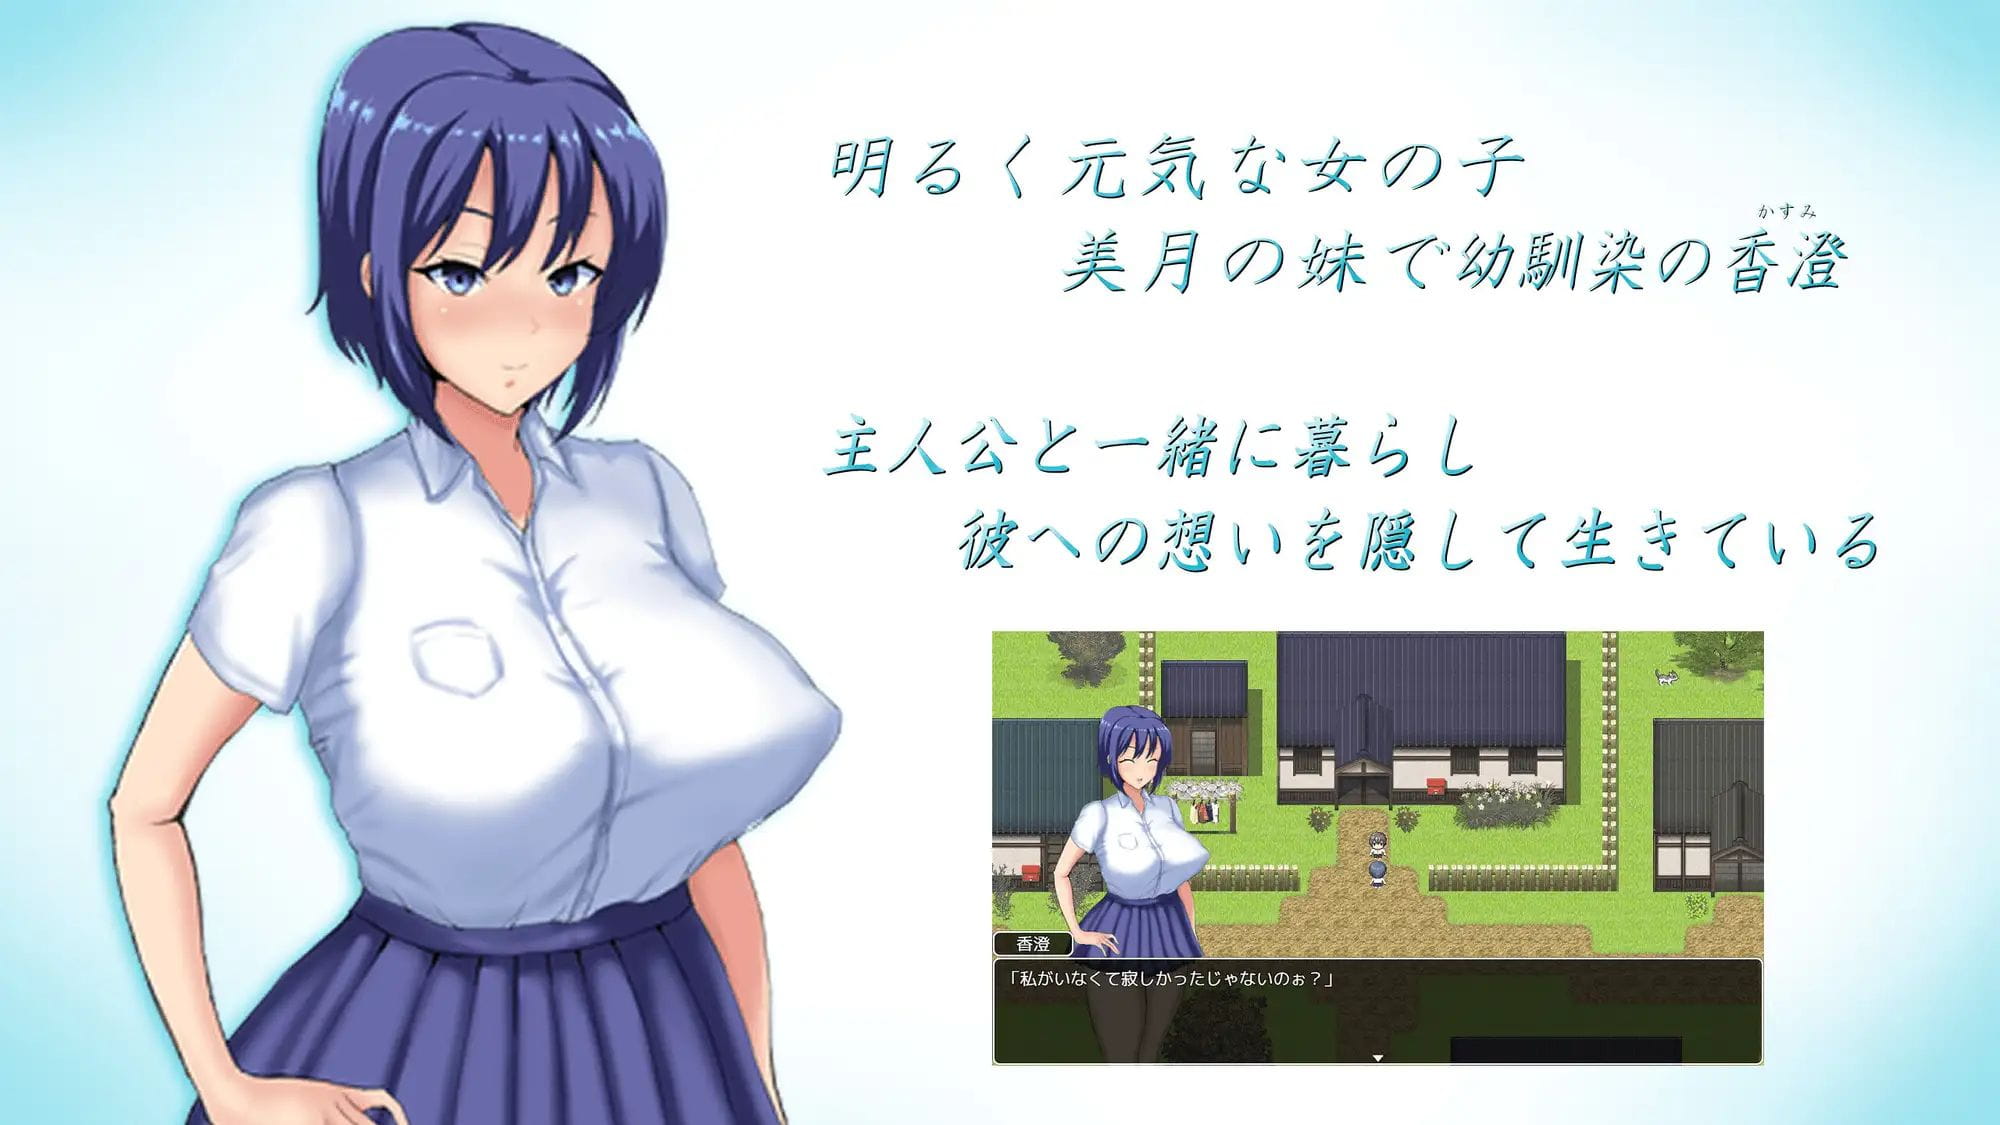 明るく元気な女の子
かすみ
美月の妹で幼馴染の香澄
主人公と一緒に暮らし
彼への想いを隠して生きている
香澄
「私がいなくて寂しかったじゃないのぉ？」